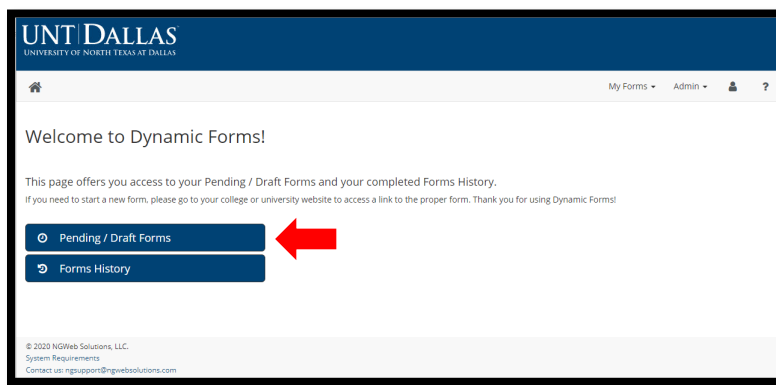 UNT DALLAS
UNIVERSITY OF NORTH TEXAS AT DALLAS
My Forms Admin ?
Welcome to Dynamic Forms!
This page offers you access to your Pending / Draft Forms and your completed Forms History.
If you need to start a new form, please go to your college or university website to access a link to the proper form. Thank you for using Dynamic Forms!
Pending / Draft Forms
Forms History
© 2020 NGWeb Solutions, LLC.
System Requirements
Contact us: ngsupport@ngwebsolutions.com